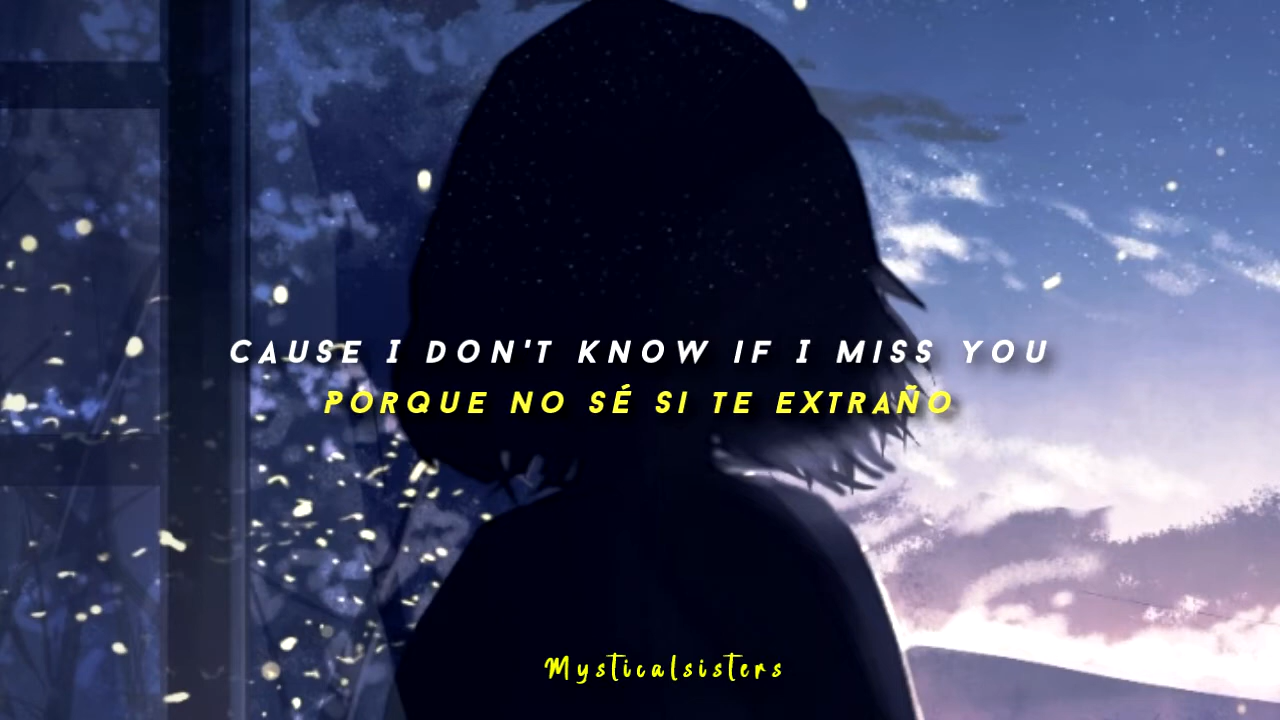 CAUSE I DON'T KNOW IF I MISS YOU
PORQUE NO SÉ SI TE EXTRAÑO
Mysticalsisters